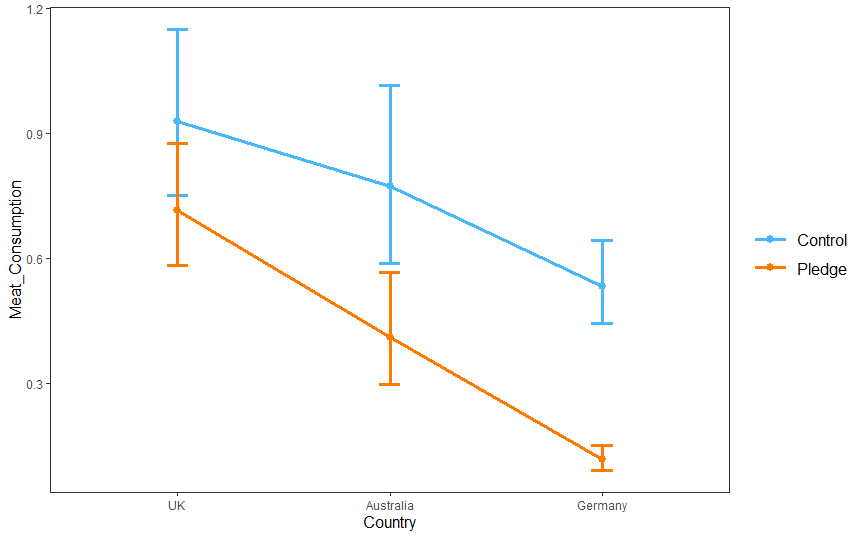 1.2
0.9
0.6
0.3
Meat_Consumption
UK
Australia
Germany
Country
Control
Pledge